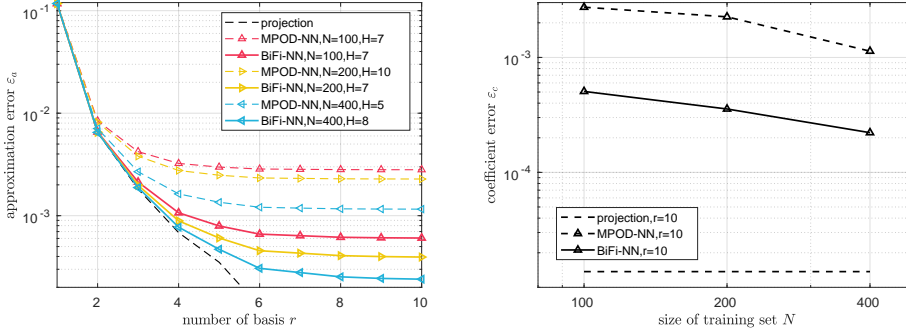 10^-1
10^-2
10^-3
approximation error ε_a
2
4
6
8
10
number of basis r
projection
MPOD-NN,N=100,H=7
BiFi-NN,N=100,H=7
MPOD-NN,N=200,H=10
BiFi-NN,N=200,H=7
MPOD-NN,N=400,H=5
BiFi-NN,N=400,H=8
10^-3
10^-4
coefficient error ε_c
100
200
400
size of training set N
projection,r=10
MPOD-NN,r=10
BiFi-NN,r=10